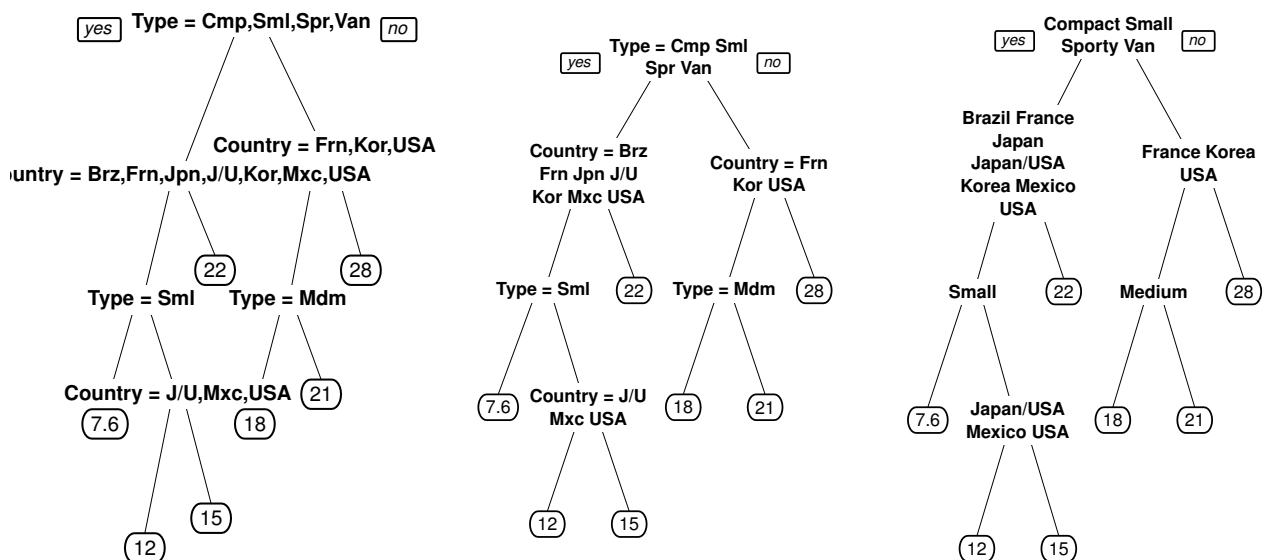 yes Type = Cmp,Sml,Spr,Van no
Country = Frn,Kor,USA
ountry = Brz,Frn,Jpn,J/U,Kor,Mxc,USA
22 28
Type = Sml Type = Mdm
Country = J/U,Mxc,USA 21
7.6 18
15
12
yes Type = Cmp Sml no
Spr Van
Country = Brz
Frn Jpn J/U
Kor Mxc USA
Country = Frn
Kor USA
Type = Sml 22 Type = Mdm 28
7.6
Country = J/U
Mxc USA
18 21
12 15
yes Compact Small no
Sporty Van
Brazil France
Japan
Japan/USA
Korea Mexico
USA
France Korea
USA
Small 22 Medium 28
7.6
Japan/USA
Mexico USA
18 21
12 15